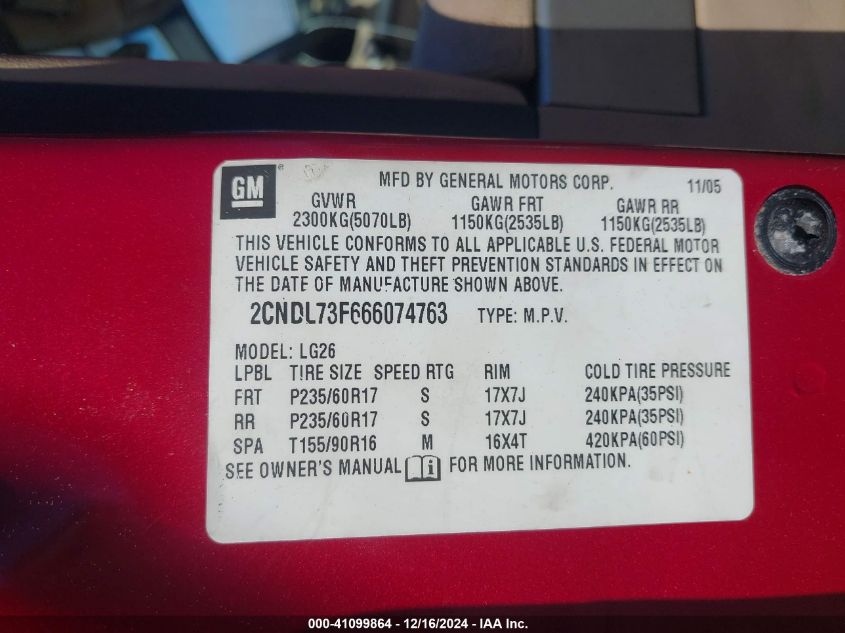 GM ®
MFD BY GENERAL MOTORS CORP. 11/05
GVWR GAWR FRT GAWR RR
2300KG(5070LB) 1150KG(2535LB) 1150KG(2535LB)
THIS VEHICLE CONFORMS TO ALL APPLICABLE U.S. FEDERAL MOTOR
VEHICLE SAFETY AND THEFT PREVENTION STANDARDS IN EFFECT ON
THE DATE OF MANUFACTURE SHOWN ABOVE.
2CNDL73F666074763 TYPE: M.P.V.
MODEL: LG26
LPBL TIRE SIZE SPEED RTG RIM COLD TIRE PRESSURE
FRT P235/60R17 S 17X7J 240KPA(35PSI)
RR P235/60R17 S 17X7J 240KPA(35PSI)
SPA T155/90R16 M 16X4T 420KPA(60PSI)
SEE OWNER'S MANUAL i FOR MORE INFORMATION.
000-41099864 - 12/16/2024 - IAA Inc.